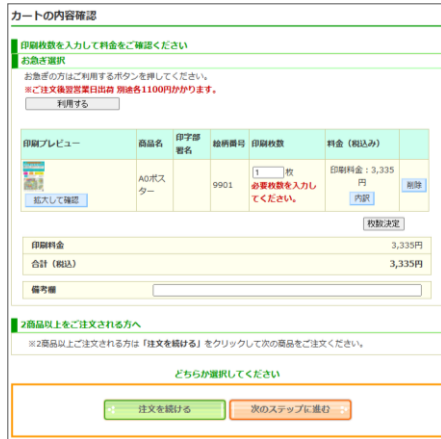 カートの内容確認
印刷枚数を入力して料金をご確認ください
お急ぎ選択
お急ぎの方はご利用するボタンを押してください。
※ご注文後翌営業日出荷 別途各1100円かかります。
利用する
印刷プレビュー 商品名 印字部署名 絵柄番号 印刷枚数 料金（税込み）
拡大して確認 A0ポスター 9901 1 枚 必要枚数を入力してください。 印刷料金：3,335円 内訳 削除
枚数決定
印刷料金 3,335円
合計（税込） 3,335円
備考欄
2商品以上をご注文される方へ
※2商品以上ご注文される方は「注文を続ける」をクリックして次の商品をご注文ください。
どちらか選択してください
注文を続ける 次のステップに進む